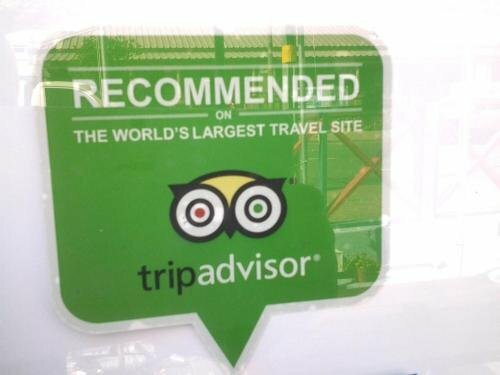 RECOMMENDED
ON
THE WORLD'S LARGEST TRAVEL SITE
tripadvisor®